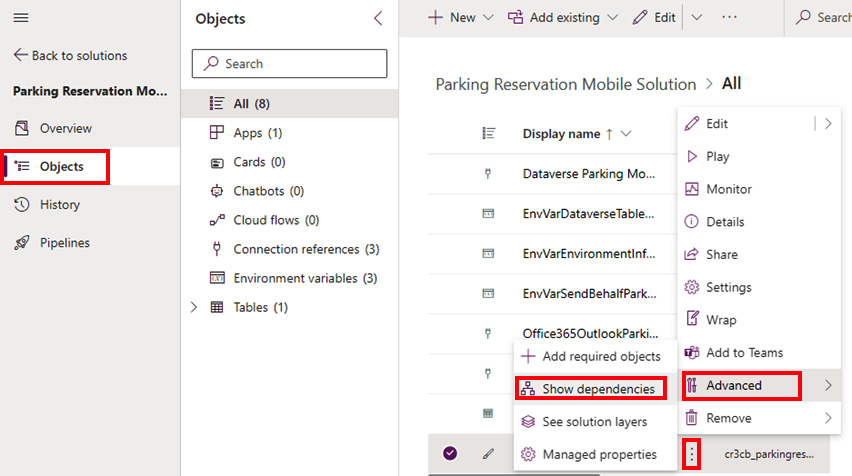 Back to solutions
Parking Reservation Mo...
Overview
Objects
History
Pipelines
Objects
Search
All (8)
Apps (1)
Cards (0)
Chatbots (0)
Cloud flows (0)
Connection references (3)
Environment variables (3)
Tables (1)
New
Add existing
Edit
...
Search
Parking Reservation Mobile Solution > All
Display name ↑
Dataverse Parking Mo...
EnvVarDataverseTable...
EnvVarEnvironmentInf...
EnvVarSendBehalfPark...
Office365OutlookParki...
cr3cb_parkingres...
Edit
Play
Monitor
Details
Share
Settings
Wrap
Add to Teams
Advanced
Remove
Add required objects
Show dependencies
See solution layers
Managed properties